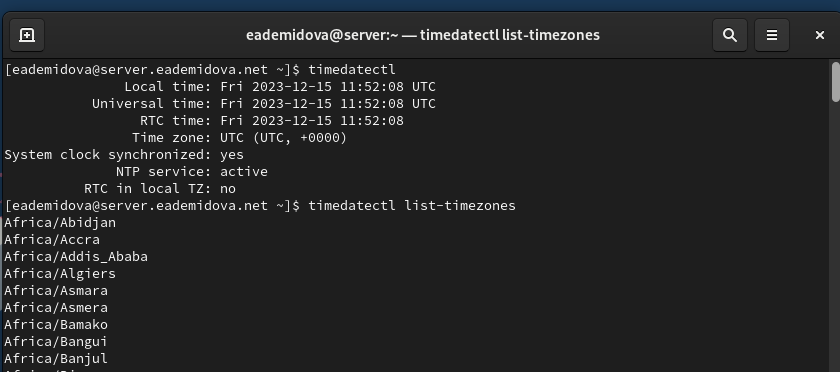 eademidova@server:~ — timedatectl list-timezones
[eademidova@server.eademidova.net ~]$ timedatectl
Local time: Fri 2023-12-15 11:52:08 UTC
Universal time: Fri 2023-12-15 11:52:08 UTC
RTC time: Fri 2023-12-15 11:52:08
Time zone: UTC (UTC, +0000)
System clock synchronized: yes
NTP service: active
RTC in local TZ: no
[eademidova@server.eademidova.net ~]$ timedatectl list-timezones
Africa/Abidjan
Africa/Accra
Africa/Addis_Ababa
Africa/Algiers
Africa/Asmara
Africa/Asmera
Africa/Bamako
Africa/Bangui
Africa/Banjul